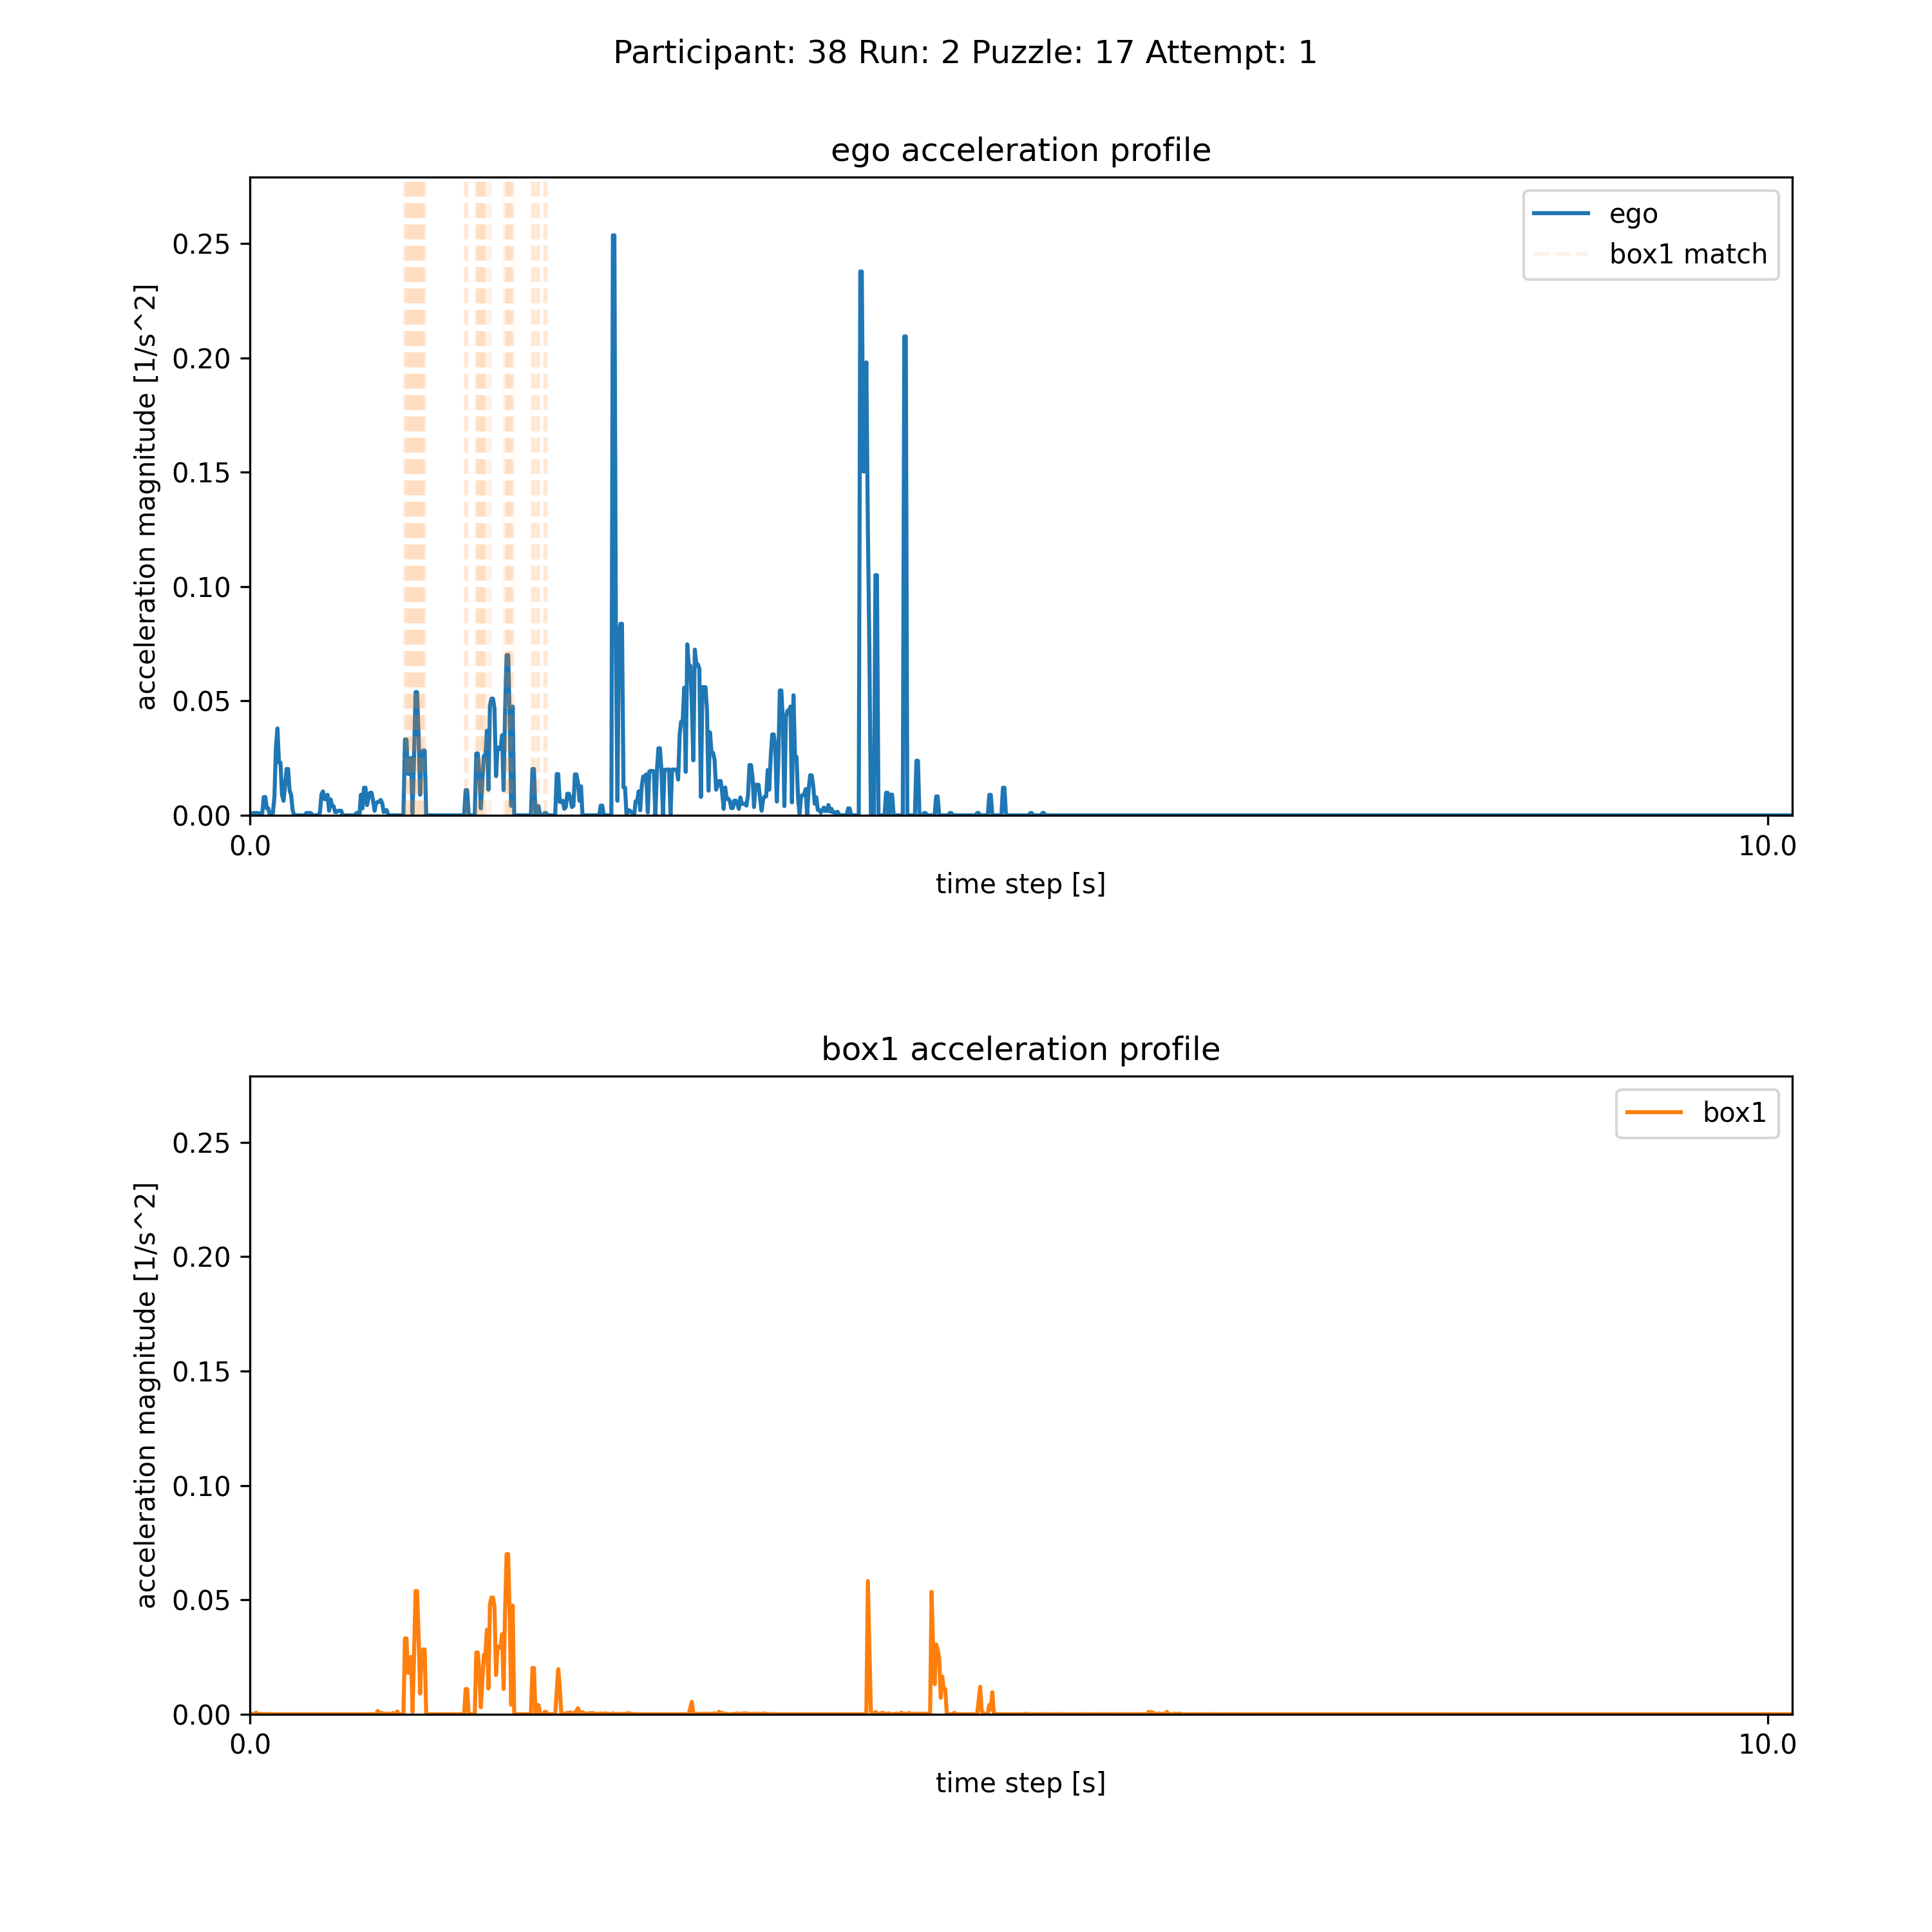 Participant: 38 Run: 2 Puzzle: 17 Attempt: 1
ego acceleration profile
ego
box1 match
acceleration magnitude [1/s^2]
0.25
0.20
0.15
0.10
0.05
0.00
0.0
10.0
time step [s]
box1 acceleration profile
box1
acceleration magnitude [1/s^2]
0.25
0.20
0.15
0.10
0.05
0.00
0.0
10.0
time step [s]